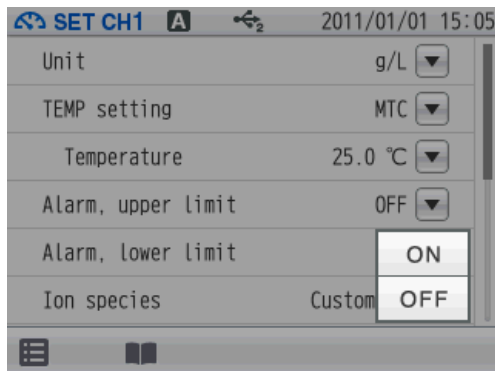 SET CH1 A 2 2011/01/01 15:05
Unit g/L
TEMP setting MTC
Temperature 25.0 ℃
Alarm, upper limit OFF
Alarm, lower limit ON
Ion species Custom OFF